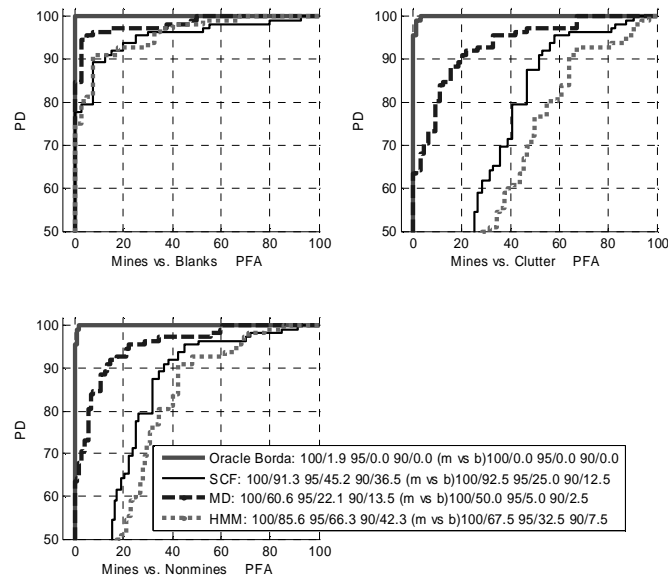 100
90
80
70
60
50
PD
0 20 40 60 80 100
Mines vs. Blanks PFA
100
90
80
70
60
50
PD
0 20 40 60 80 100
Mines vs. Clutter PFA
100
90
80
70
60
50
PD
0 20 40 60 80 100
Mines vs. Nonmines PFA
Oracle Borda: 100/1.9 95/0.0 90/0.0 (m vs b)100/0.0 95/0.0 90/0.0
SCF: 100/91.3 95/45.2 90/36.5 (m vs b)100/92.5 95/25.0 90/12.5
MD: 100/60.6 95/22.1 90/13.5 (m vs b)100/50.0 95/5.0 90/2.5
HMM: 100/85.6 95/66.3 90/42.3 (m vs b)100/67.5 95/32.5 90/7.5